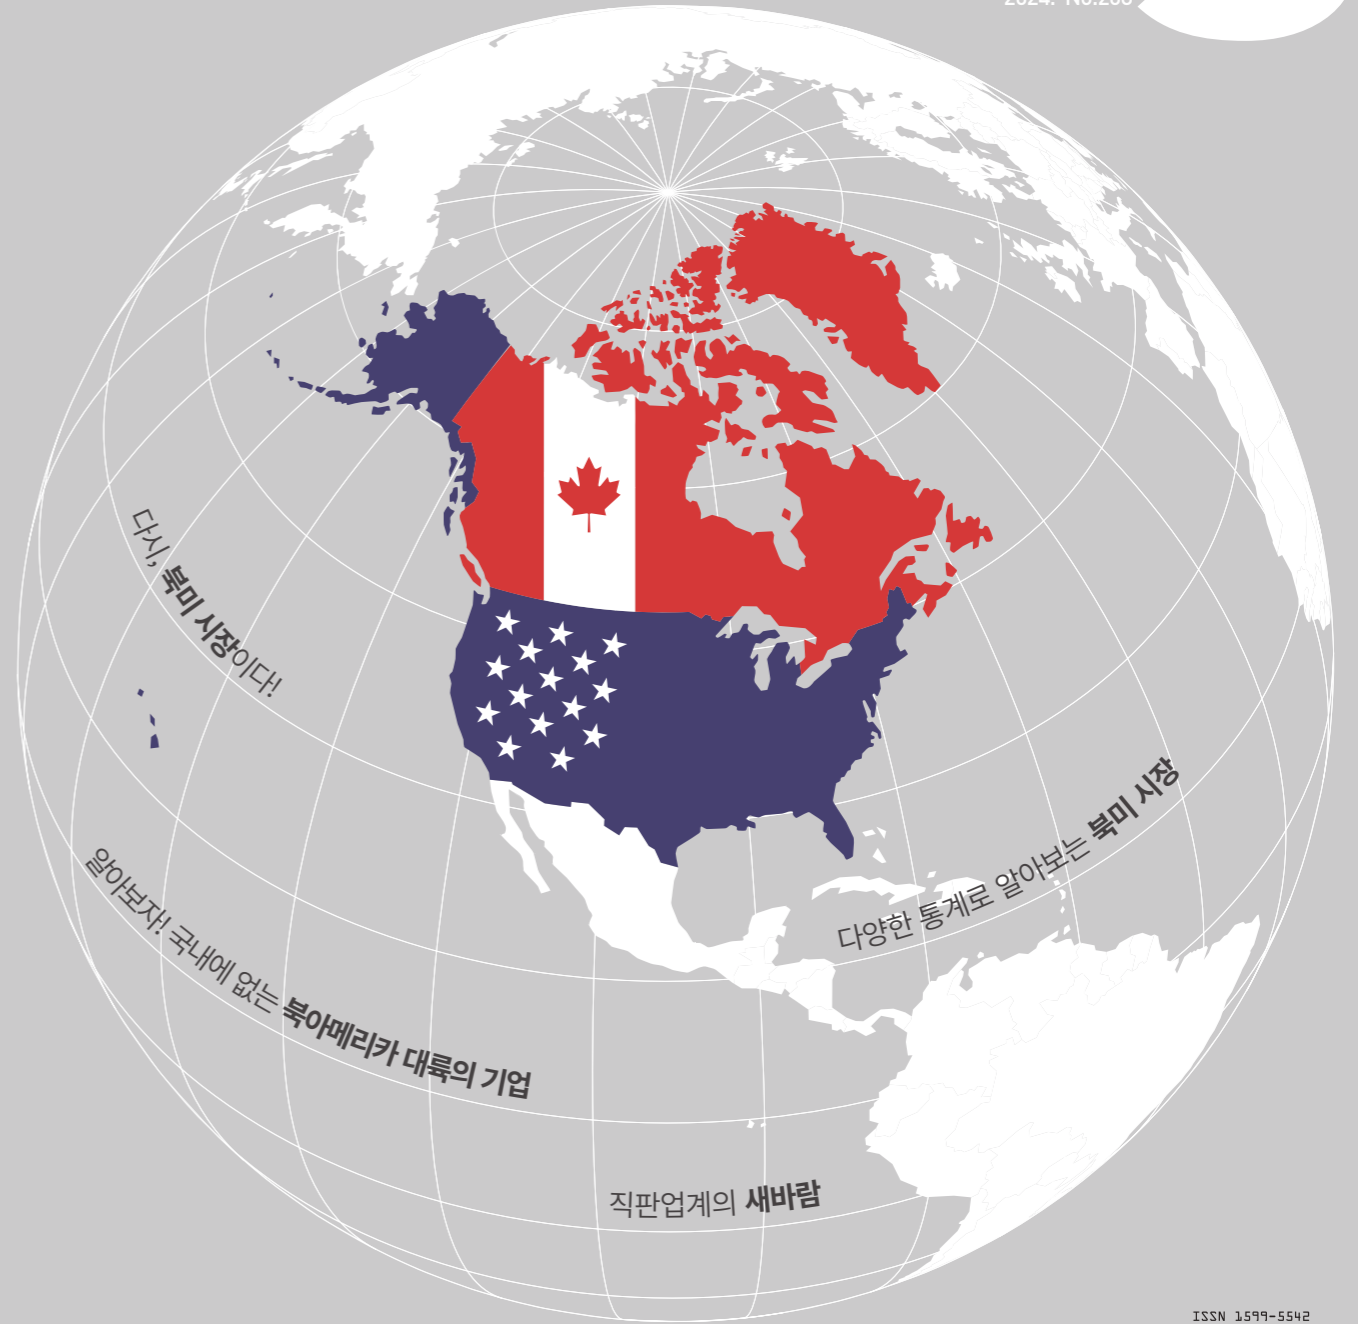 2024.
다시, 북미 시장이다!
다양한 통계로 알아보는 북미 시장
알아보자! 국내에 없는 북아메리카 대륙의 기업
직판업계의 새바람
ISSN 1599-5542